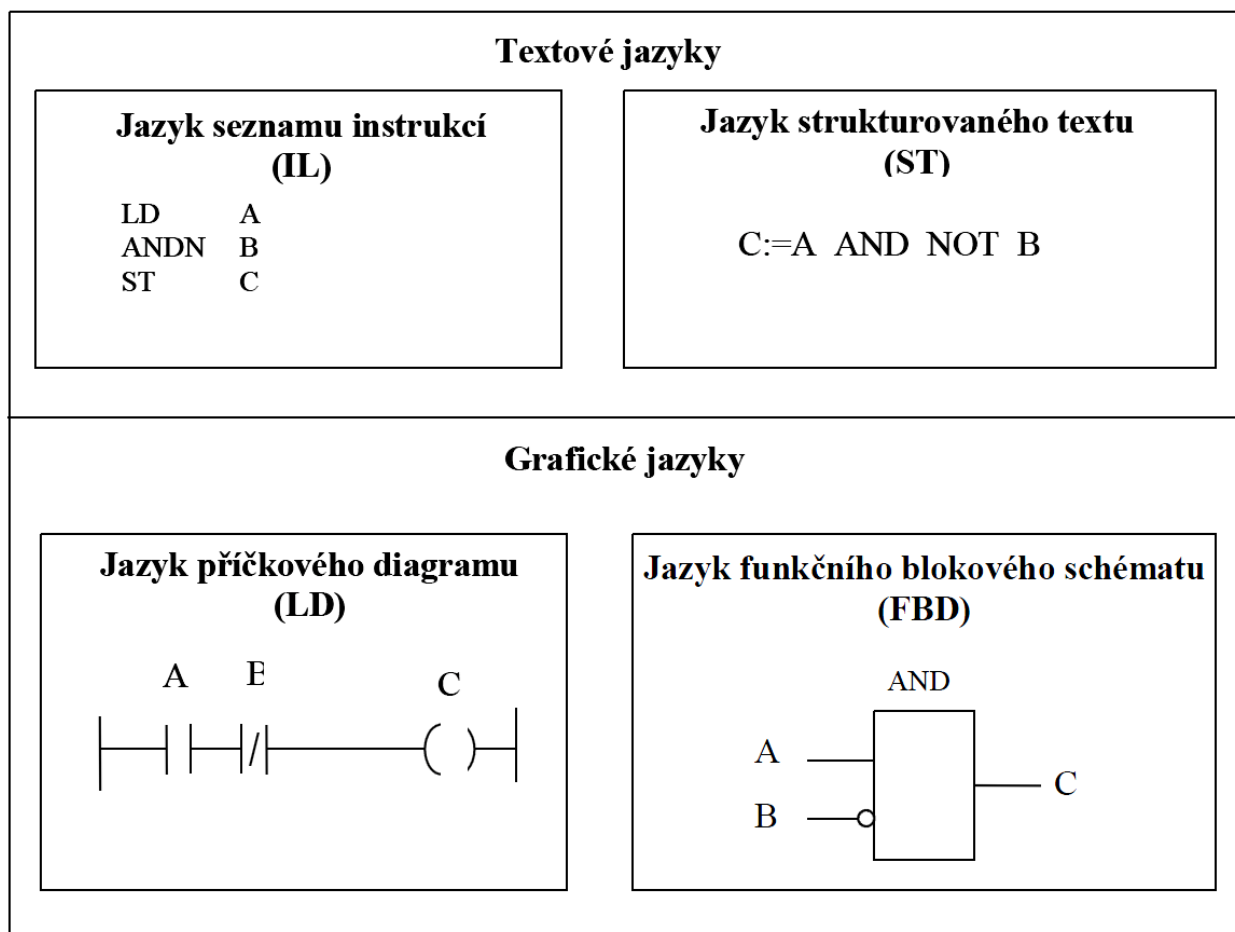 Textové jazyky
Jazyk seznamu instrukcí
(IL)
LD A
ANDN B
ST C
Jazyk strukturovaného textu
(ST)
C:=A AND NOT B
Grafické jazyky
Jazyk příčkového diagramu
(LD)
A B C
Jazyk funkčního blokového schématu
(FBD)
AND
A
C
B